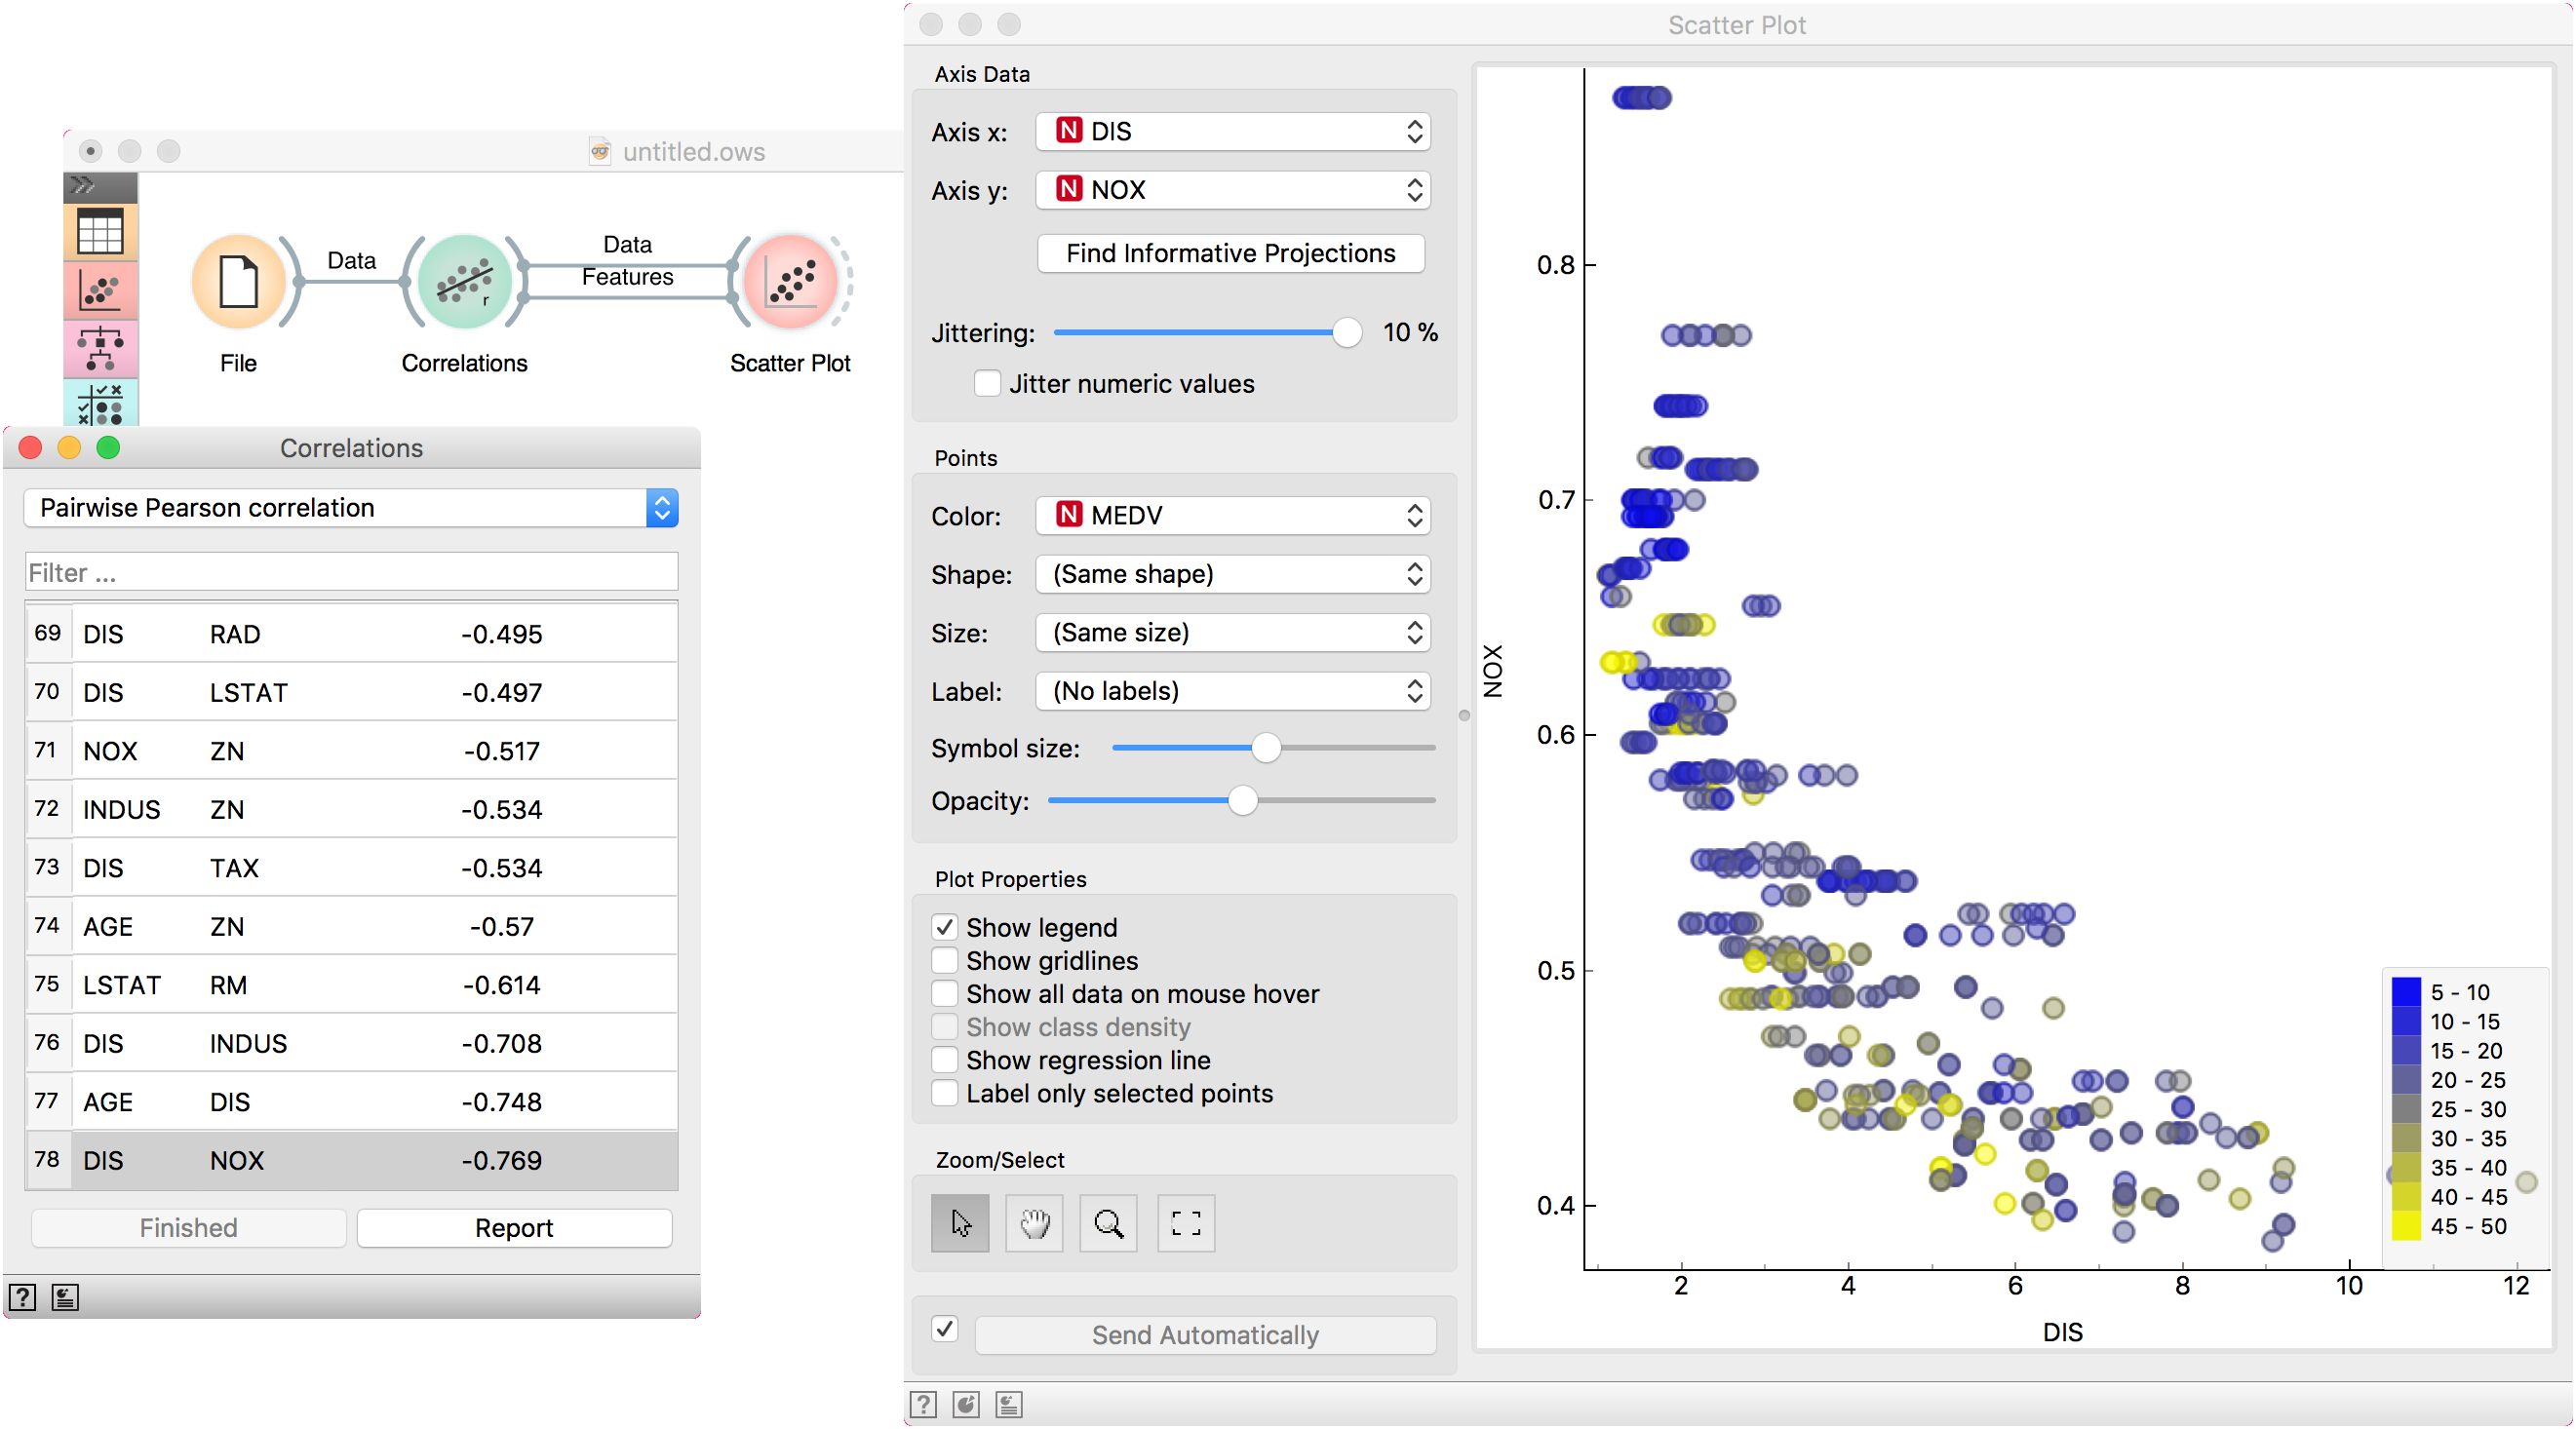 untitled.ows
Data
Data
Features
File
Correlations
Scatter Plot
r
Correlations
Pairwise Pearson correlation
Filter ...
69 DIS RAD -0.495
70 DIS LSTAT -0.497
71 NOX ZN -0.517
72 INDUS ZN -0.534
73 DIS TAX -0.534
74 AGE ZN -0.57
75 LSTAT RM -0.614
76 DIS INDUS -0.708
77 AGE DIS -0.748
78 DIS NOX -0.769
Finished Report
?
Scatter Plot
Axis Data
Axis x: N DIS
Axis y: N NOX
Find Informative Projections
Jittering: 10 %
Jitter numeric values
Points
Color: N MEDV
Shape: (Same shape)
Size: (Same size)
Label: (No labels)
Symbol size:
Opacity:
Plot Properties
Show legend
Show gridlines
Show all data on mouse hover
Show class density
Show regression line
Label only selected points
Zoom/Select
Send Automatically
?
NOX
0.8
0.7
0.6
0.5
0.4
2 4 6 8 10 12
DIS
5 - 10
10 - 15
15 - 20
20 - 25
25 - 30
30 - 35
35 - 40
40 - 45
45 - 50